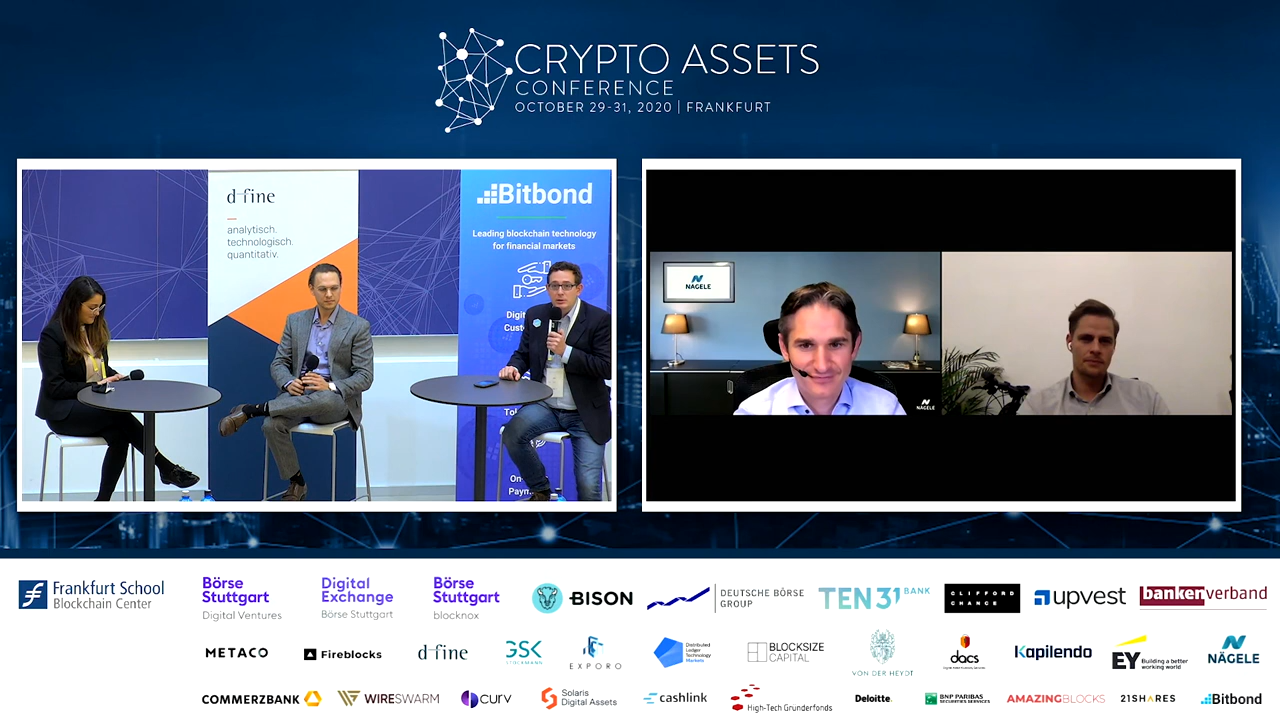 CRYPTO ASSETS
CONFERENCE
OCTOBER 29-31, 2020 | FRANKFURT
d-fine
analytisch.
technologisch.
quantitativ.
Bitbond
Leading blockchain technology
for financial markets
NÄGELE
NÄGELE
Frankfurt School
Blockchain Center
Börse
Stuttgart
Digital Ventures
Digital
Exchange
Börse Stuttgart
Börse
Stuttgart
blocknox
BISON
DEUTSCHE BÖRSE
GROUP
TEN31 BANK
CLIFFORD
CHANCE
upvest
bankenverband
METACO
Fireblocks
d-fine
GSK
STOCKMANN
EXPORO
Distributed
Ledger
Technology
Markets
BLOCKSIZE
CAPITAL
VON DER HEYDT
dacs
Kapilendo
EY
Building a better
working world
NÄGELE
COMMERZBANK
WIRESWARM
curv
Solaris
Digital Assets
cashlink
High-Tech Gründerfonds
Deloitte.
BNP PARIBAS
SECURITIES SERVICES
AMAZINGBLOCKS
21SHARES
Bitbond